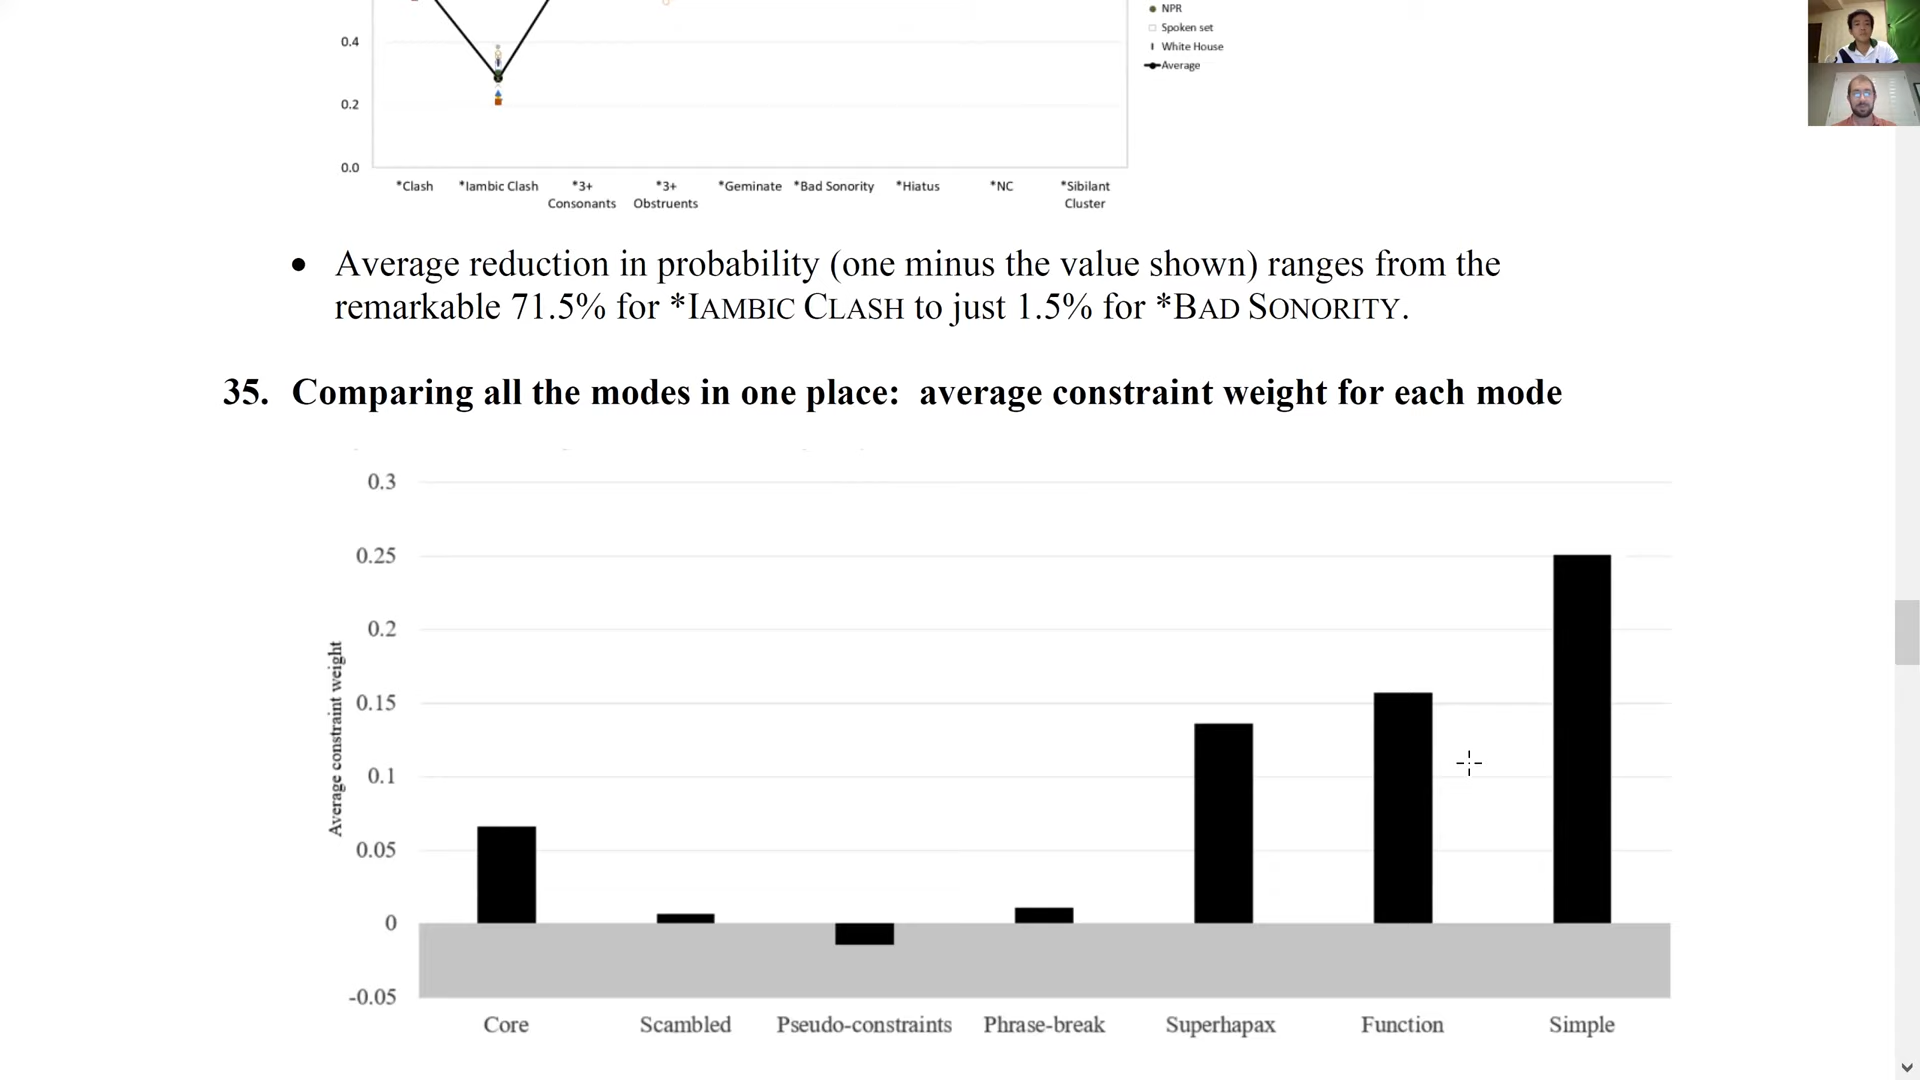 NPR
0.4
Spoken set
White House
Average
0.2
0.0
*Clash *Iambic Clash *3+ *3+ *Geminate *Bad Sonority *Hiatus *NC *Sibilant
Consonants Obstruents Cluster
• Average reduction in probability (one minus the value shown) ranges from the
remarkable 71.5% for *IAMBIC CLASH to just 1.5% for *BAD SONORITY.
35. Comparing all the modes in one place: average constraint weight for each mode
0.3
0.25
0.2
0.15
0.1
0.05
0
-0.05
Average constraint weight
Core Scambled Pseudo-constraints Phrase-break Superhapax Function Simple